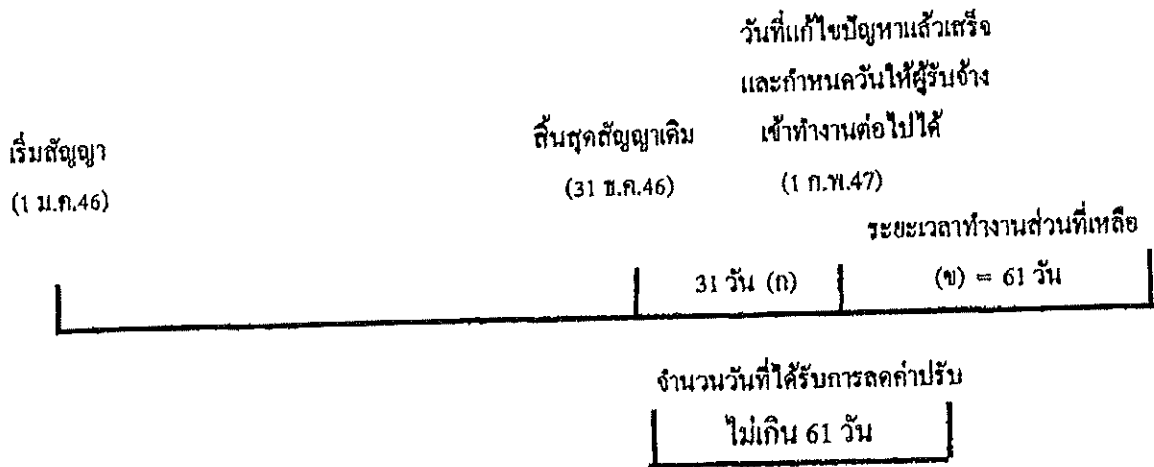 วันที่แก้ไขปัญหาแล้วเสร็จ
และกำหนดวันให้ผู้รับจ้าง
เริ่มสัญญา
สิ้นสุดสัญญาเดิม
เข้าทำงานต่อไปได้
(1 ม.ค.46)
(31 ธ.ค.46)
(1 ก.พ.47)
ระยะเวลาทำงานส่วนที่เหลือ
31 วัน (ก)
(ข) = 61 วัน
จำนวนวันที่ได้รับการลดค่าปรับ
ไม่เกิน 61 วัน